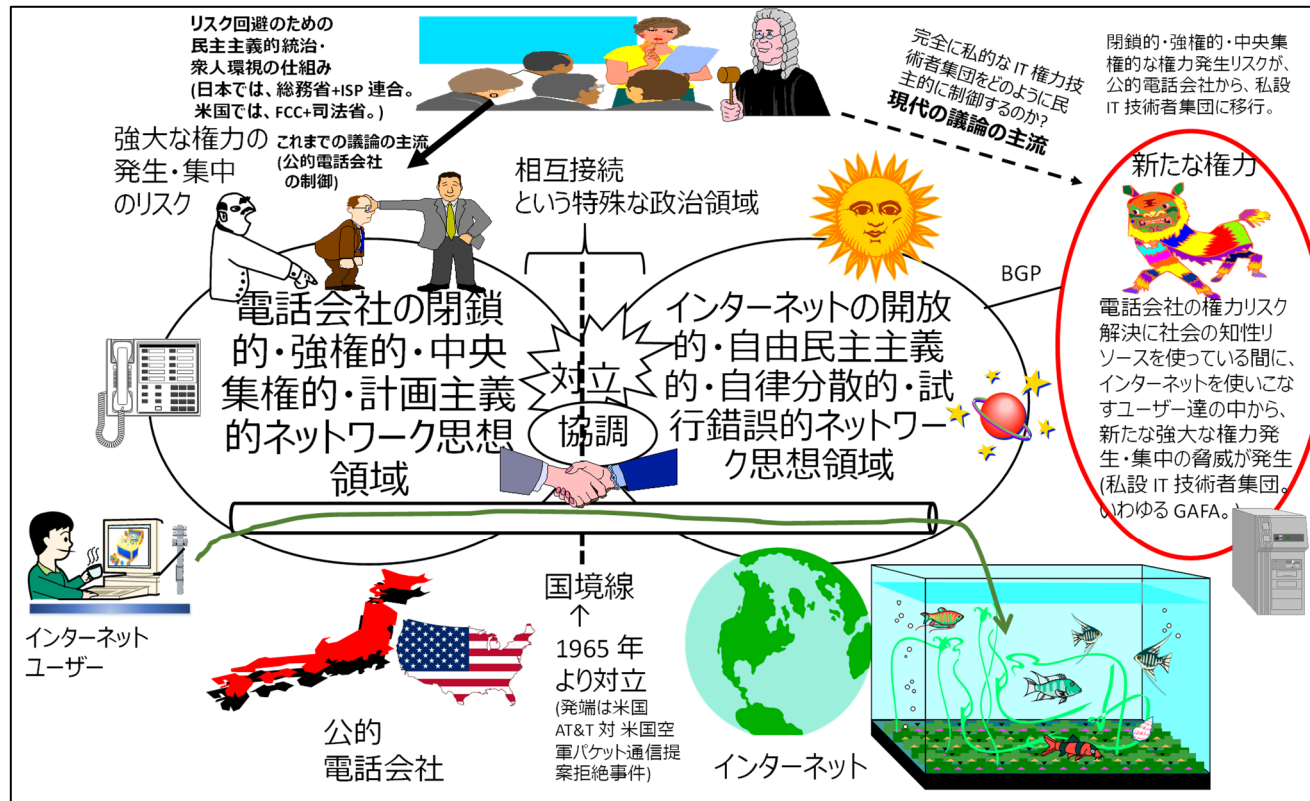 リスク回避のための
民主主義的統治・
衆人環視の仕組み
(日本では、総務省+ISP 連合。
米国では、FCC+司法省。)
強大な権力の
発生・集中
のリスク
これまでの議論の主流
(公的電話会社
の制御)
相互接続
という特殊な政治領域
完全に私的な IT 権力技
術者集団をどのように民
主的に制御するのか?
現代の議論の主流
閉鎖的・強権的・中央集
権的な権力発生リスクが、
公的電話会社から、私設
IT 技術者集団に移行。
新たな権力
BGP
電話会社の権力リスク
解決に社会の知性リ
ソースを使っている間に、
インターネットを使いこな
すユーザー達の中から、
新たな強大な権力発
生・集中の脅威が発生
(私設 IT 技術者集団。
いわゆる GAFA。)
電話会社の閉鎖
的・強権的・中央
集権的・計画主義
的ネットワーク思想
領域
対立
協調
インターネットの開放
的・自由民主主義
的・自律分散的・試
行錯誤的ネットワー
ク思想領域
インターネット
ユーザー
公的
電話会社
国境線
↑
1965 年
より対立
(発端は米国
AT&T 対 米国空
軍パケット通信提
案拒絶事件)
インターネット